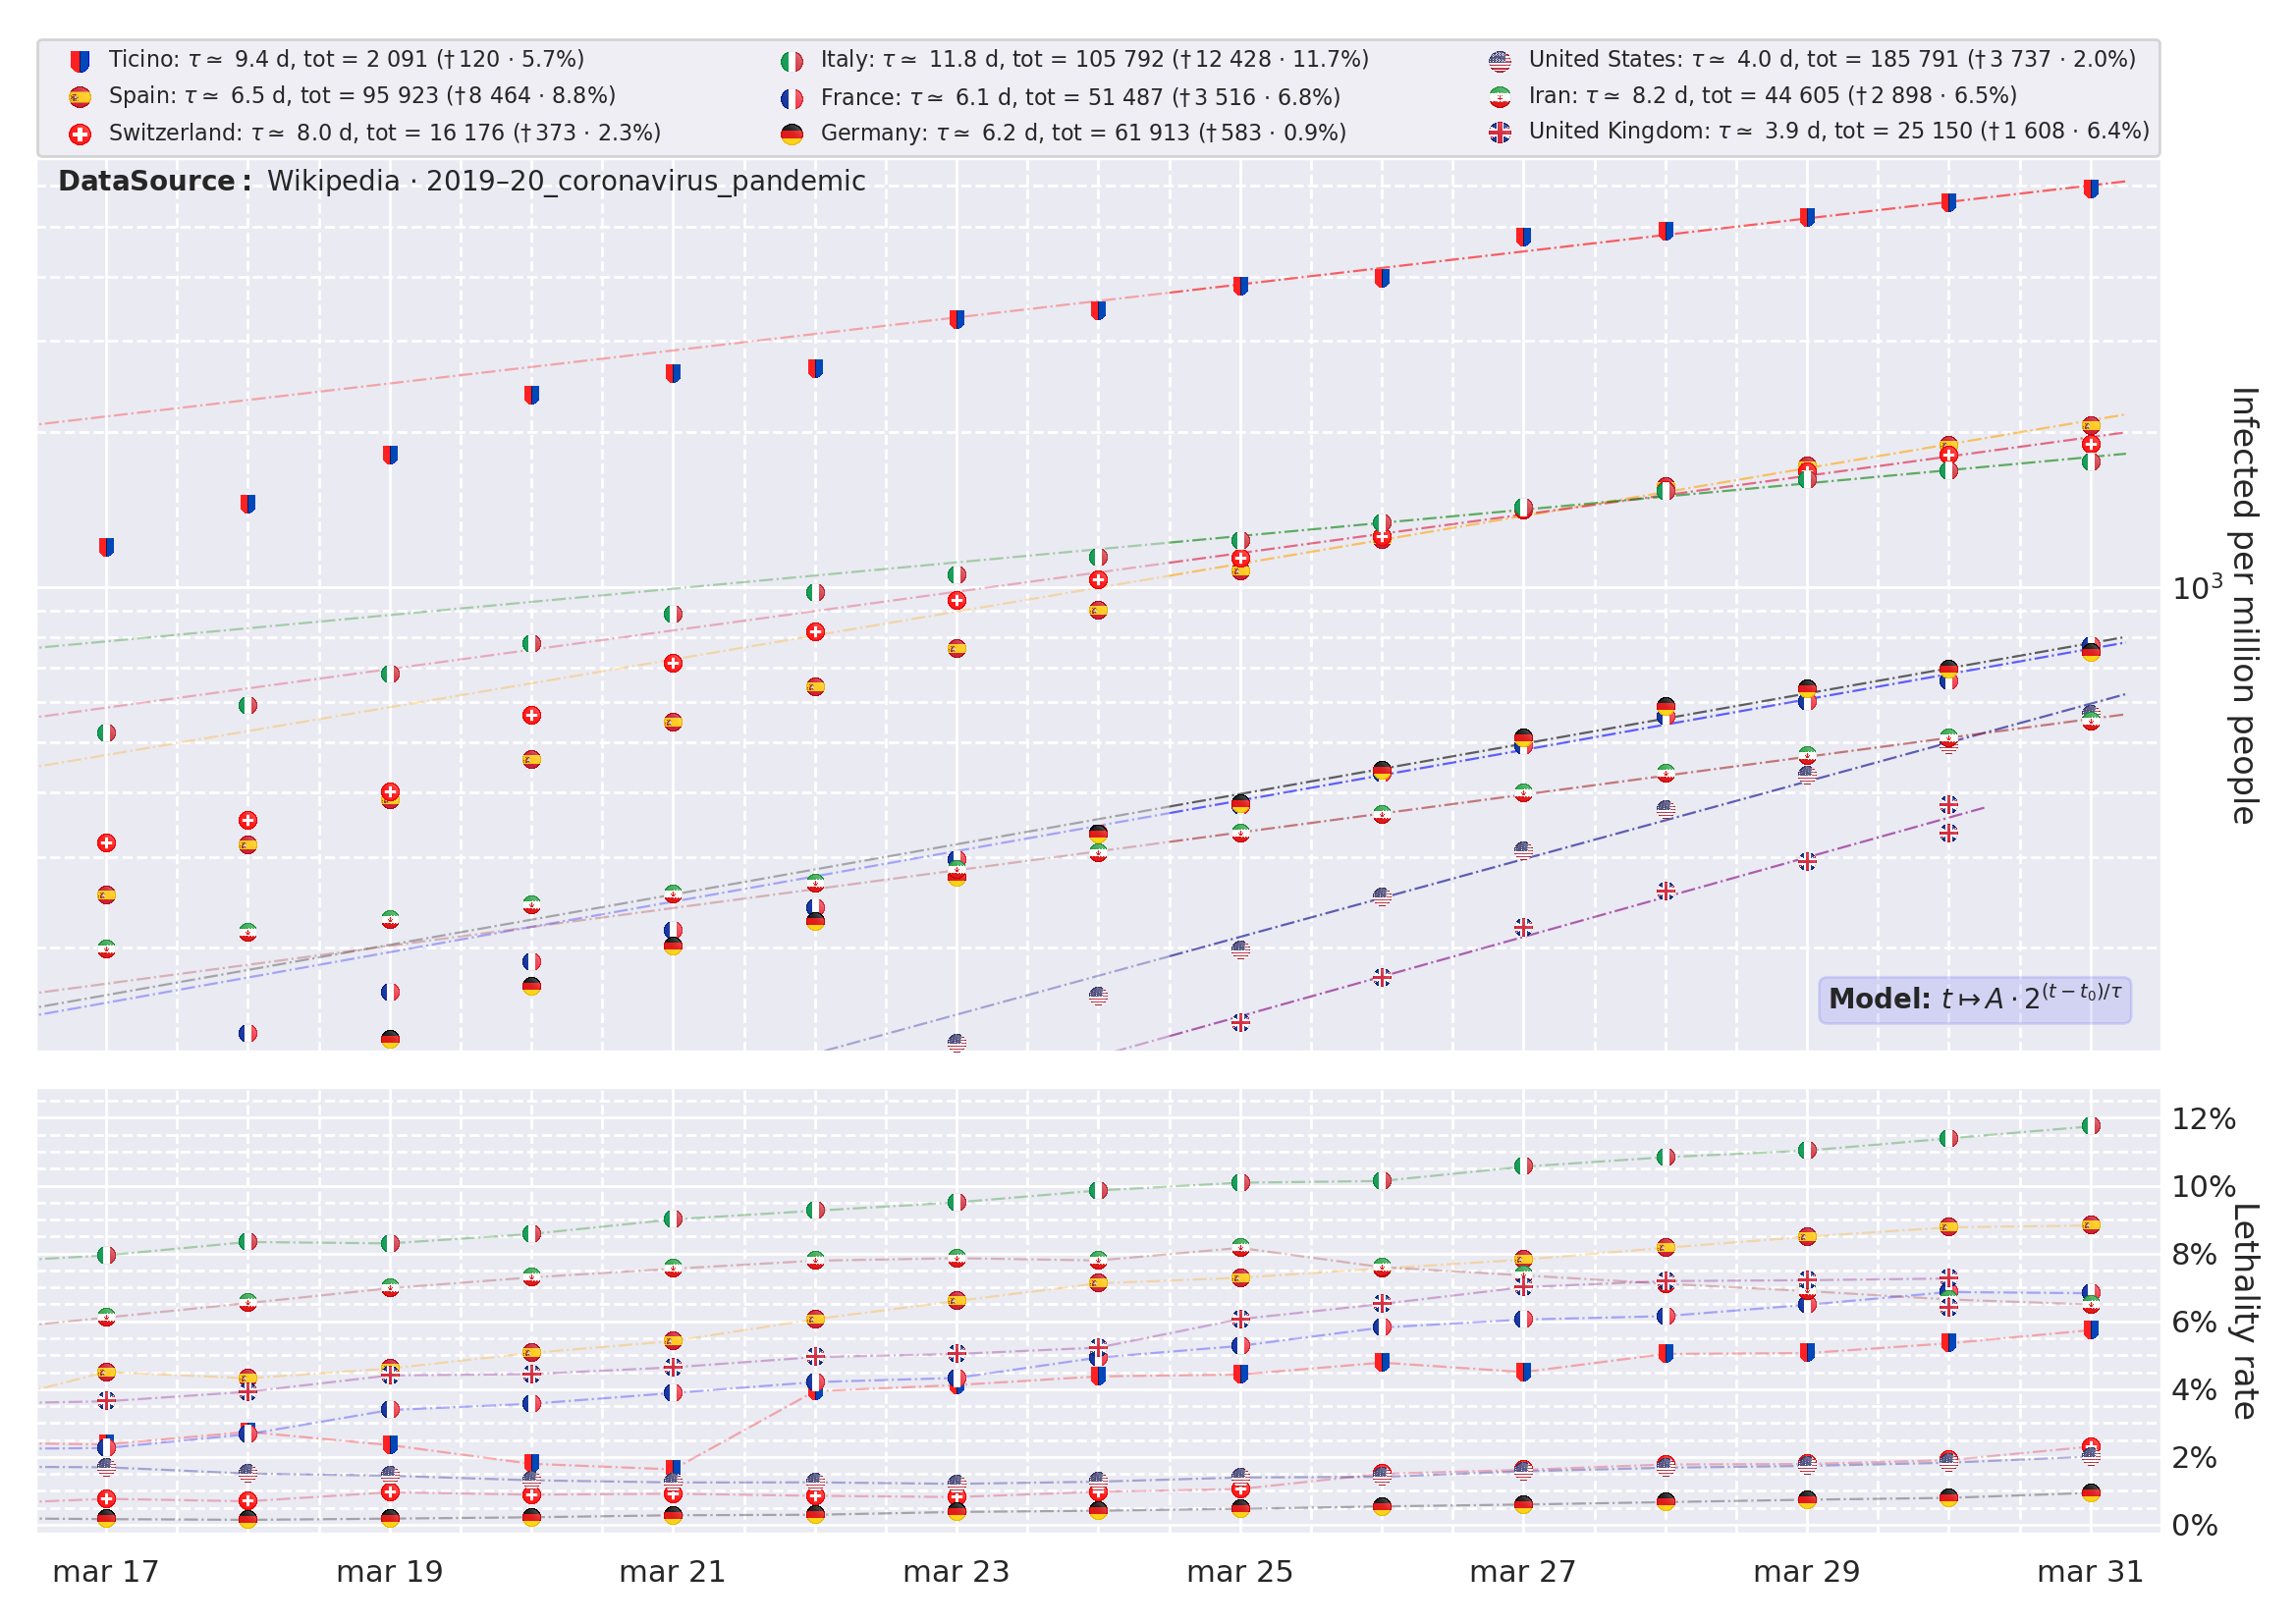 Ticino: τ ≃ 9.4 d, tot = 2 091 (†120 · 5.7%)
Spain: τ ≃ 6.5 d, tot = 95 923 (†8 464 · 8.8%)
Switzerland: τ ≃ 8.0 d, tot = 16 176 (†373 · 2.3%)
Italy: τ ≃ 11.8 d, tot = 105 792 (†12 428 · 11.7%)
France: τ ≃ 6.1 d, tot = 51 487 (†3 516 · 6.8%)
Germany: τ ≃ 6.2 d, tot = 61 913 (†583 · 0.9%)
United States: τ ≃ 4.0 d, tot = 185 791 (†3 737 · 2.0%)
Iran: τ ≃ 8.2 d, tot = 44 605 (†2 898 · 6.5%)
United Kingdom: τ ≃ 3.9 d, tot = 25 150 (†1 608 · 6.4%)
DataSource: Wikipedia · 2019–20_coronavirus_pandemic
Infected per million people
10³
Model: t ↦ A · 2^(t − t₀)/τ
12%
10%
8%
6%
4%
2%
0%
Lethality rate
mar 17 mar 19 mar 21 mar 23 mar 25 mar 27 mar 29 mar 31